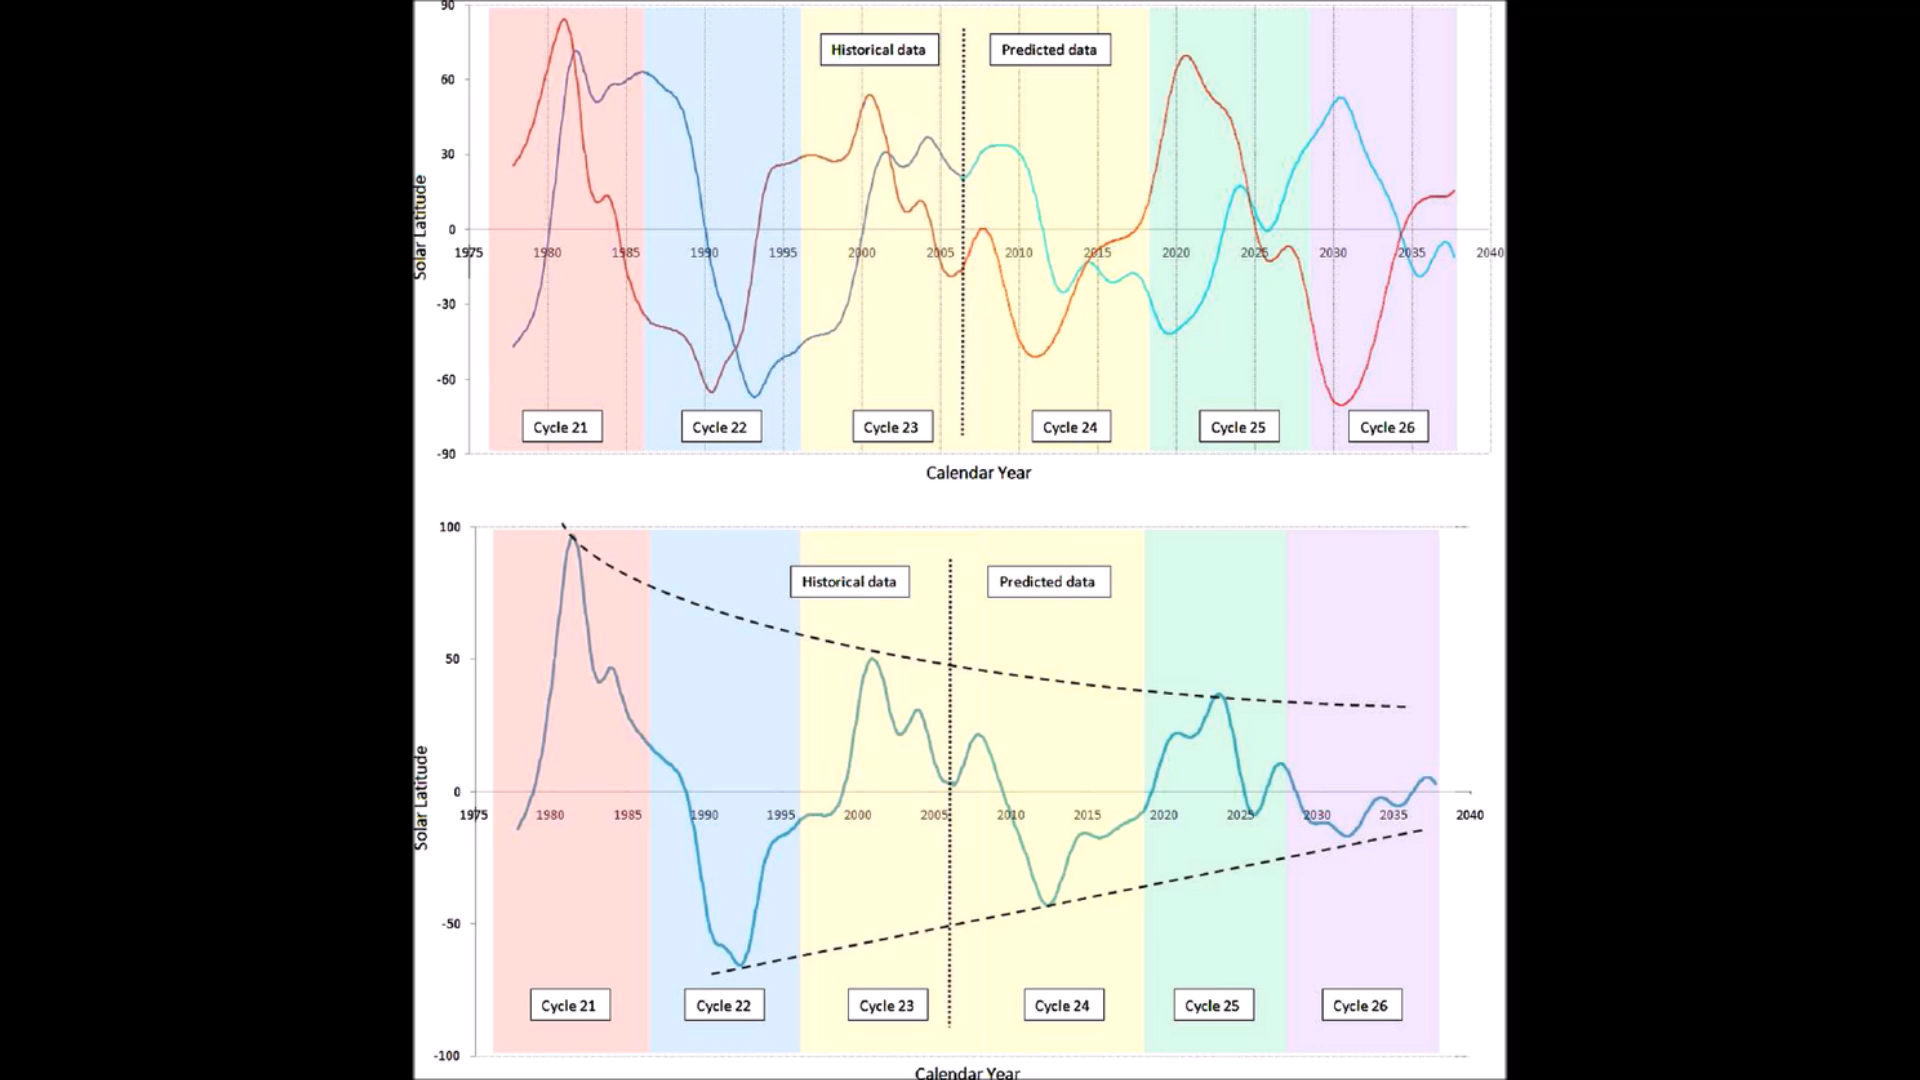 90
Historical data
Predicted data
60
30
Solar Latitude
0
1975 1980 1985 1990 1995 2000 2005 2010 2015 2020 2025 2030 2035 2040
-30
-60
Cycle 21 Cycle 22 Cycle 23 Cycle 24 Cycle 25 Cycle 26
-90
Calendar Year
100
Historical data
Predicted data
50
Solar Latitude
0
1975 1980 1985 1990 1995 2000 2005 2010 2015 2020 2025 2030 2035 2040
-50
Cycle 21 Cycle 22 Cycle 23 Cycle 24 Cycle 25 Cycle 26
-100
Calendar Year